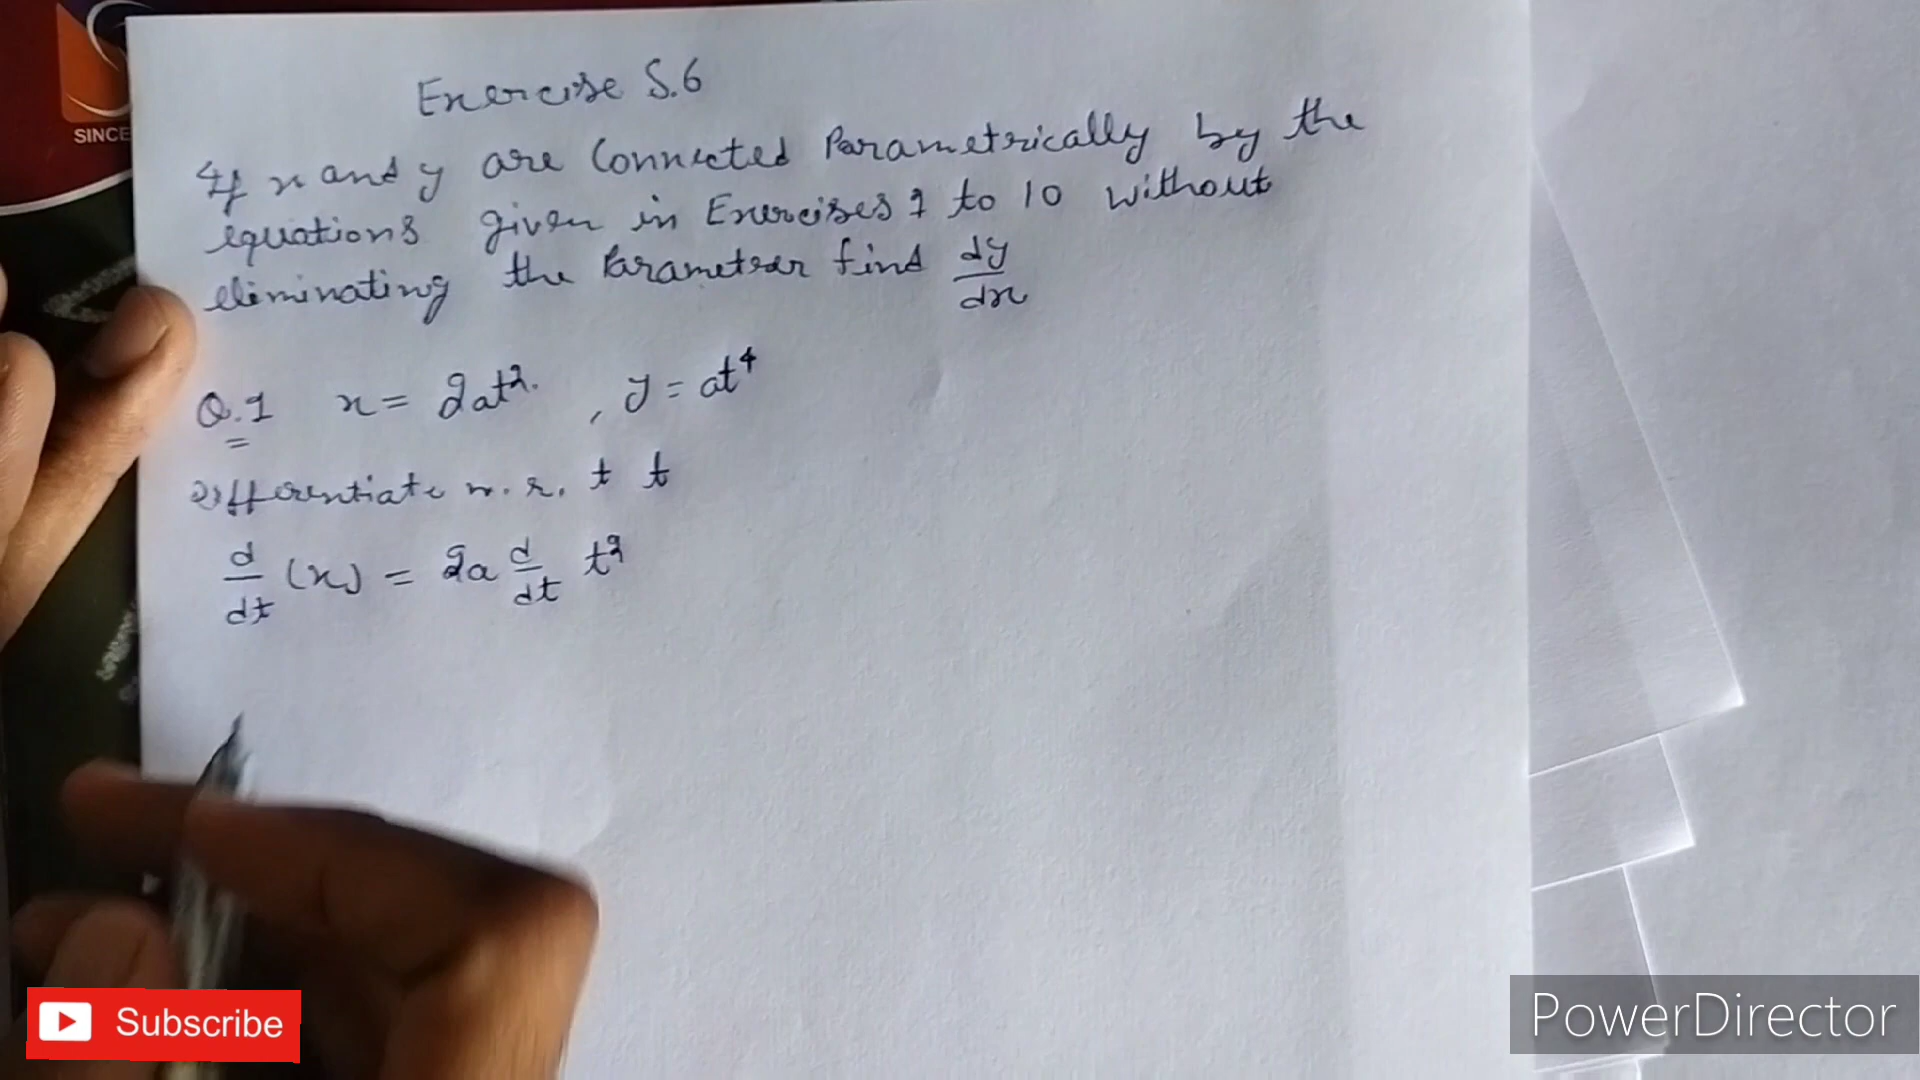 SINCE
Exercise 5.6
If x and y are Connected Parametrically by the
equations given in Exercises 1 to 10 without
eliminating the Parameter find dy/dx
Q.1 x = 2at². , y = at⁴
Differentiate w.r.t t
d/dt (x) = 2a d/dt t²
Subscribe
PowerDirector